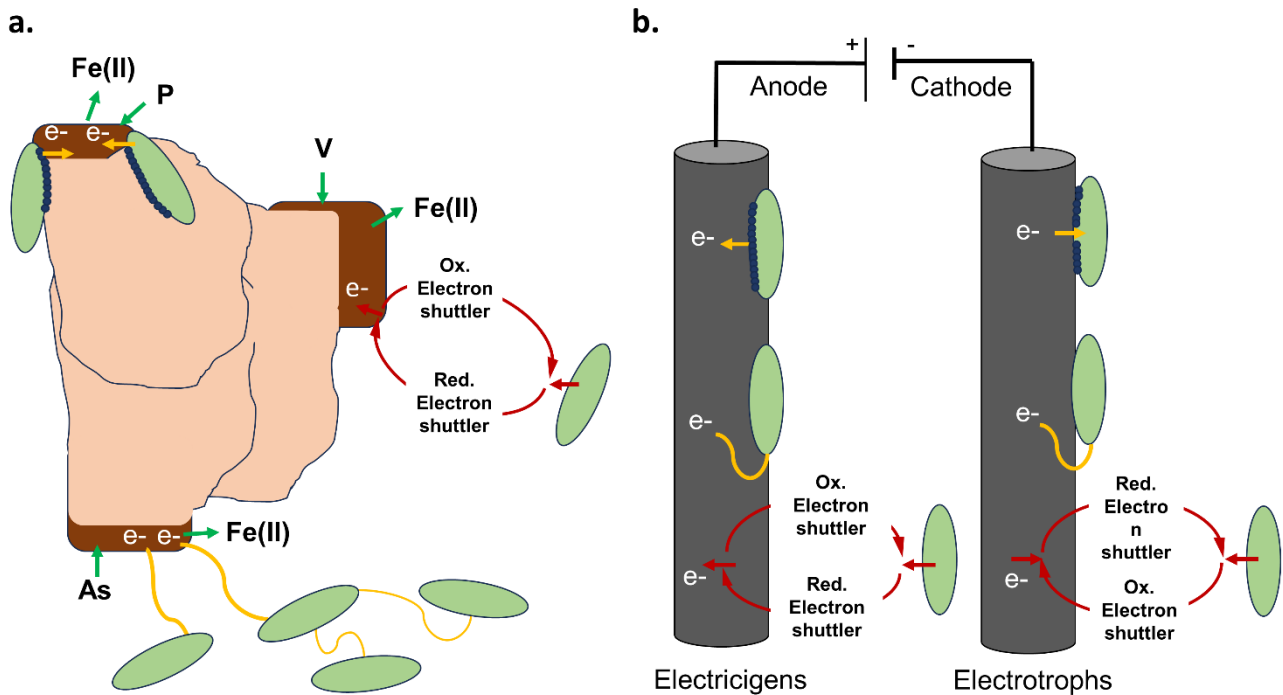 a.
Fe(II)
P
e- e-
V
Fe(II)
e-
Ox.
Electron
shuttler
Red.
Electron
shuttler
e- e-
Fe(II)
As
b.
+ -
Anode Cathode
e-
e-
Ox.
Electron
shuttler
e-
Red.
Electron
shuttler
Electricigens
e-
e-
Red.
Electro
n
shuttler
e-
Ox.
Electron
shuttler
Electrotrophs